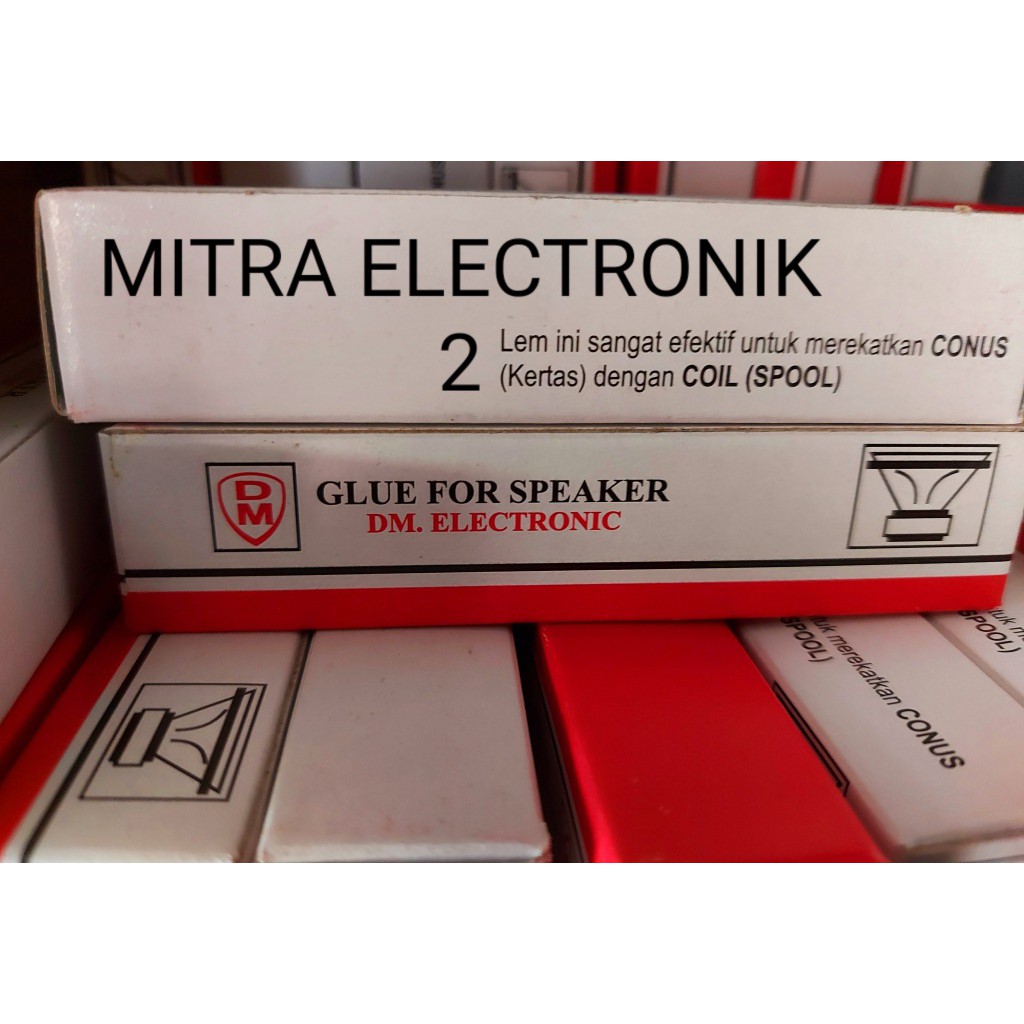 MITRA ELECTRONIK
2
Lem ini sangat efektif untuk merekatkan CONUS
(Kertas) dengan COIL (SPOOL)
DM
GLUE FOR SPEAKER
DM. ELECTRONIC
merekatkan CONUS
SPOOL)
SPOOL)